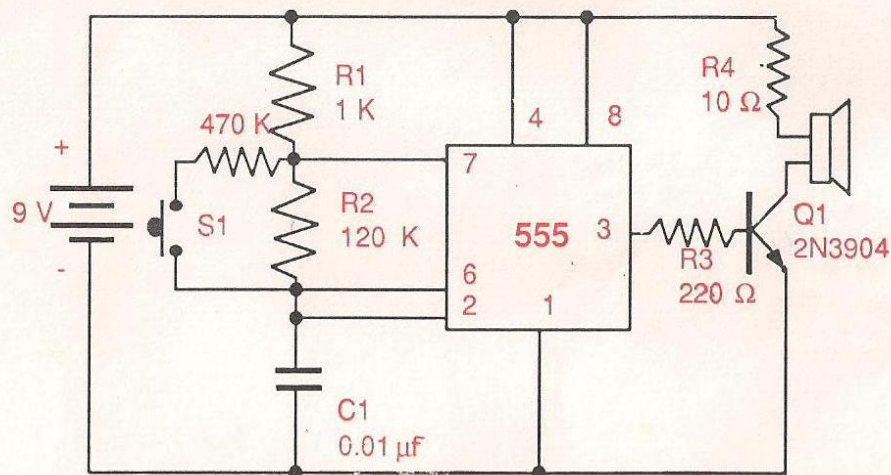 R1
1 K
470 K
R4
10 Ω
4
8
+
9 V
-
S1
7
R2
120 K
555
3
6
2
1
R3
220 Ω
Q1
2N3904
C1
0.01 µf